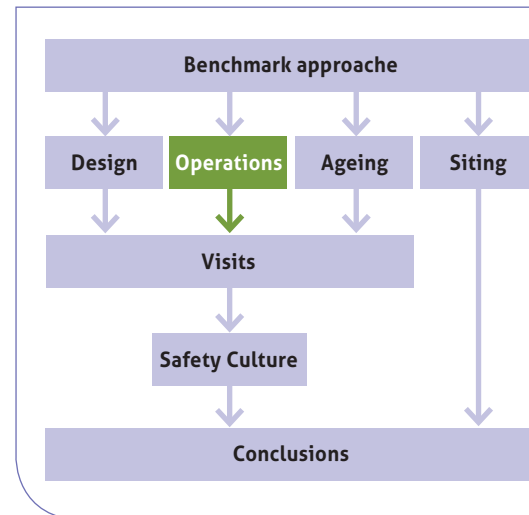 Benchmark approache
Design
Operations
Ageing
Siting
Visits
Safety Culture
Conclusions